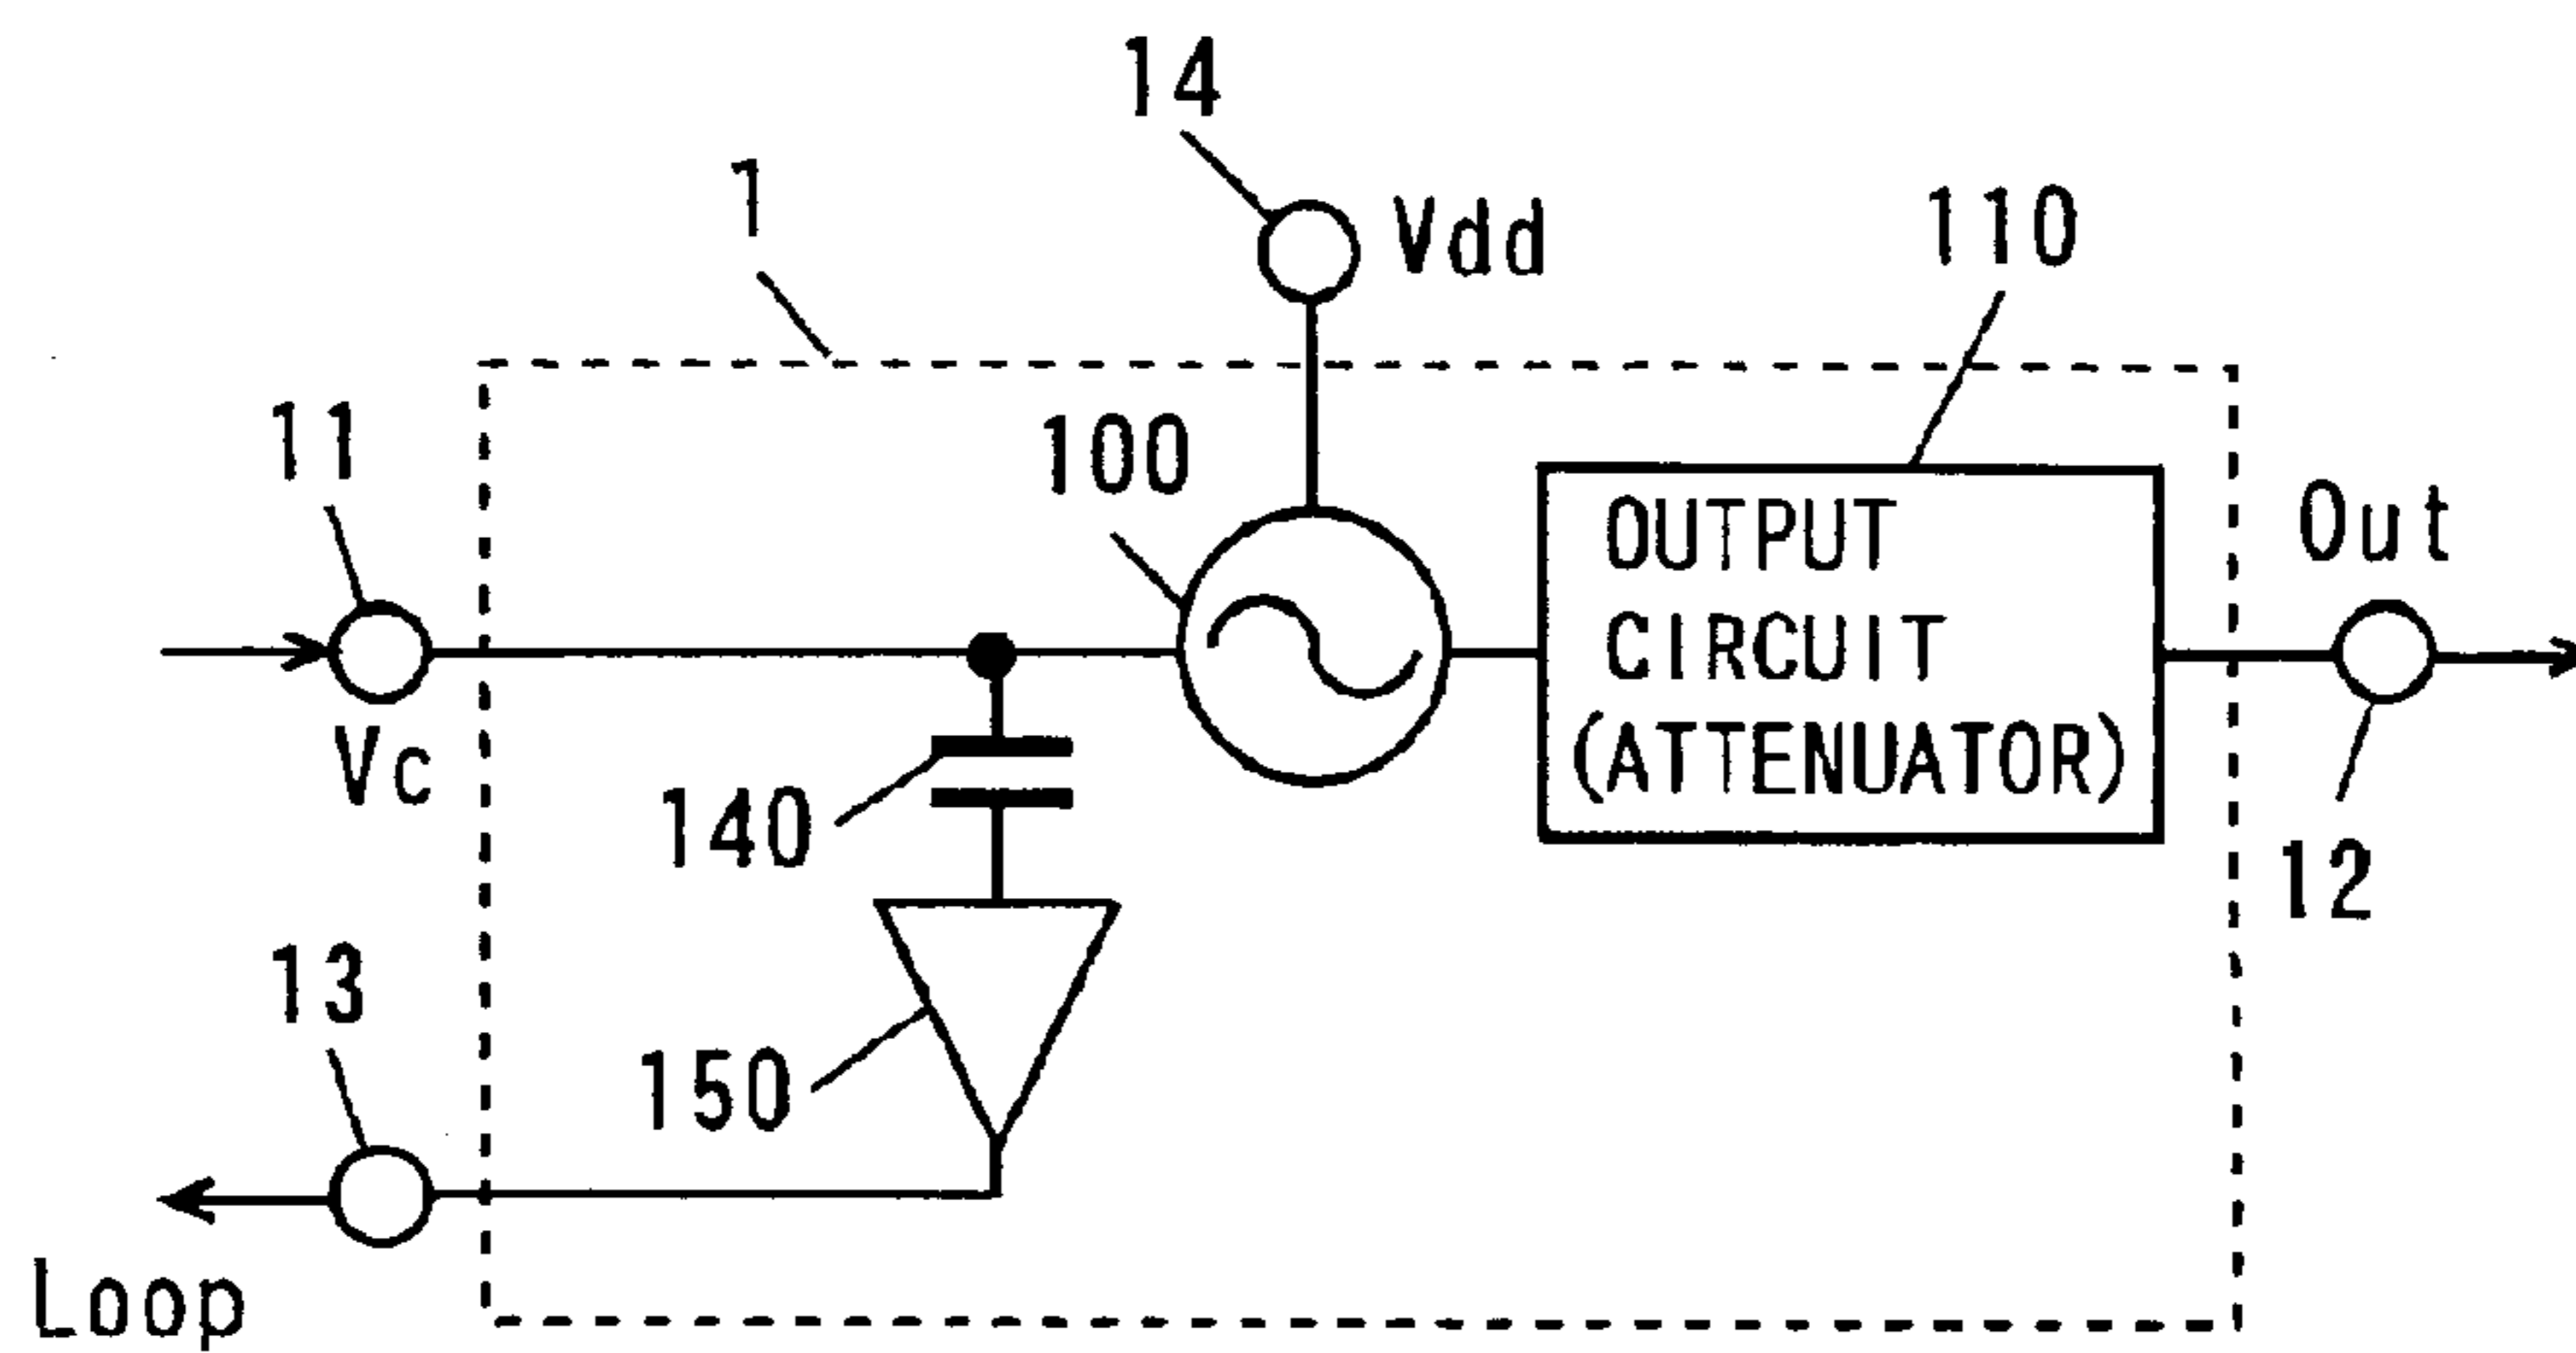 14
1
Vdd
110
11
100
OUTPUT
CIRCUIT
(ATTENUATOR)
Out
Vc
140
12
13
150
Loop